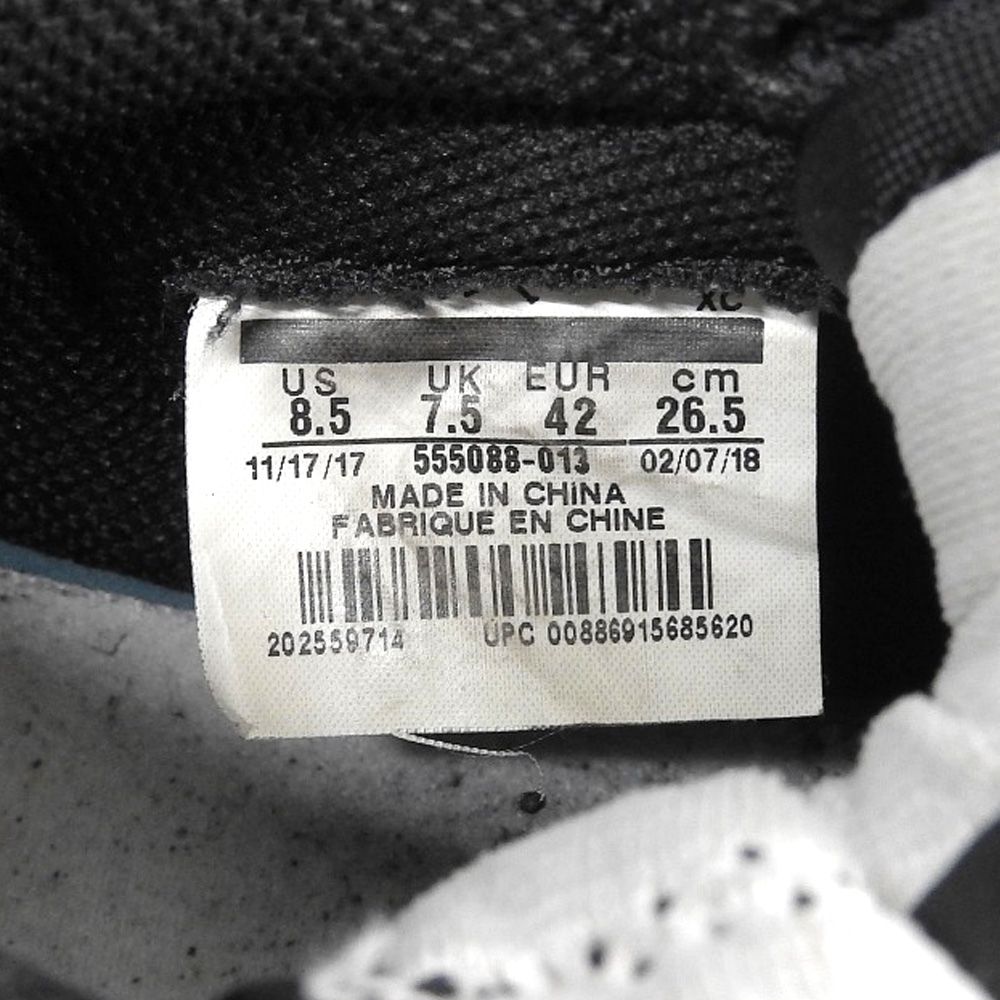 XC
US UK EUR cm
8.5 7.5 42 26.5
11/17/17 555088-013 02/07/18
MADE IN CHINA
FABRIQUE EN CHINE
202559714 UPC 00886915685620